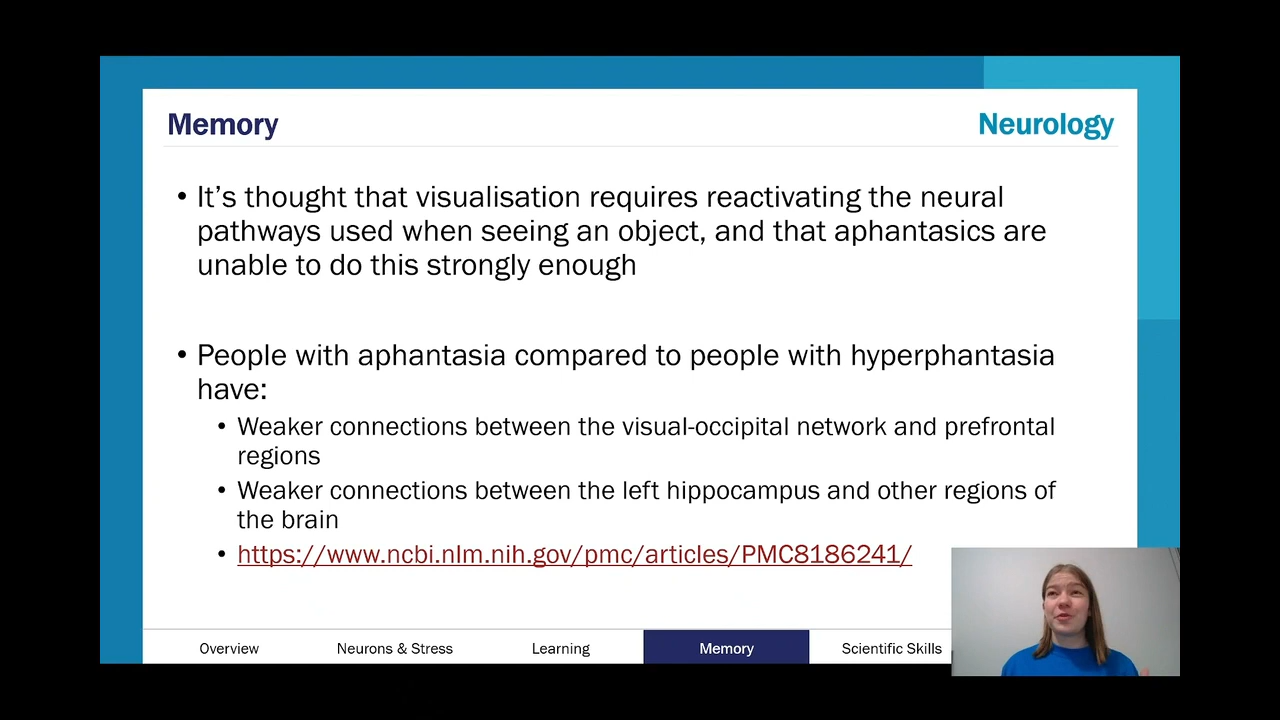 Memory
Neurology
• It's thought that visualisation requires reactivating the neural
pathways used when seeing an object, and that aphantasics are
unable to do this strongly enough
• People with aphantasia compared to people with hyperphantasia
have:
• Weaker connections between the visual-occipital network and prefrontal
regions
• Weaker connections between the left hippocampus and other regions of
the brain
• https://www.ncbi.nlm.nih.gov/pmc/articles/PMC8186241/
Overview
Neurons & Stress
Learning
Memory
Scientific Skills